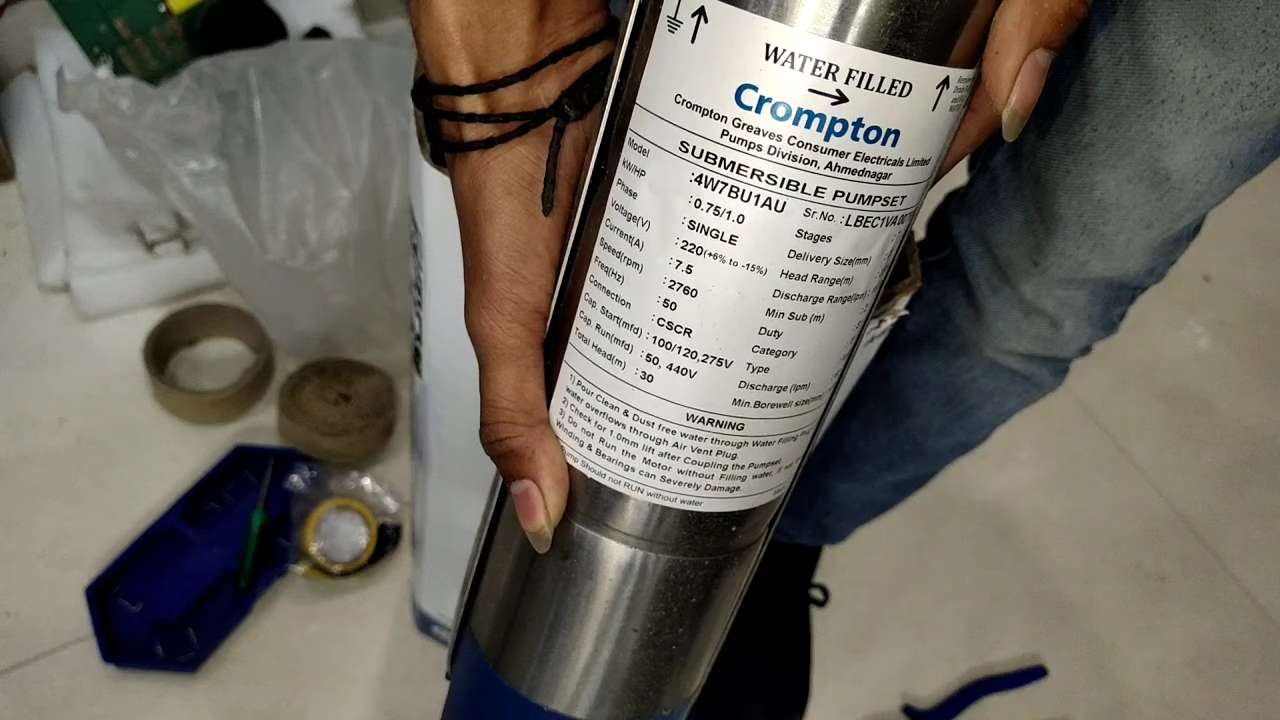 WATER FILLED
Crompton
Crompton Greaves Consumer Electricals Limited
Pumps Division, Ahmednagar
SUBMERSIBLE PUMPSET
Model :4W7BU1AU Sr.No. :LBEC1VA00
kW/HP :0.75/1.0 Stages
Phase :SINGLE Delivery Size(mm)
Voltage(V) :220(+6% to -15%) Head Range(m)
Current(A) :7.5 Discharge Range(lpm)
Speed(rpm) :2760 Min Sub (m)
Freq(Hz) :50 Duty
Connection :CSCR Category
Cap. Start(mfd) :100/120,275V Type
Cap. Run(mfd) :50, 440V Discharge (lpm)
Total Head(m) :30 Min.Borewell size(mm)
WARNING
1) Pour Clean & Dust free water through Water Filling
water overflows through Air Vent Plug.
2) Check for 1.0mm lift after Coupling the Pumpset.
3) Do not Run the Motor without Filling water, if not
Winding & Bearings can Severely Damage.
Pump Should not RUN without water